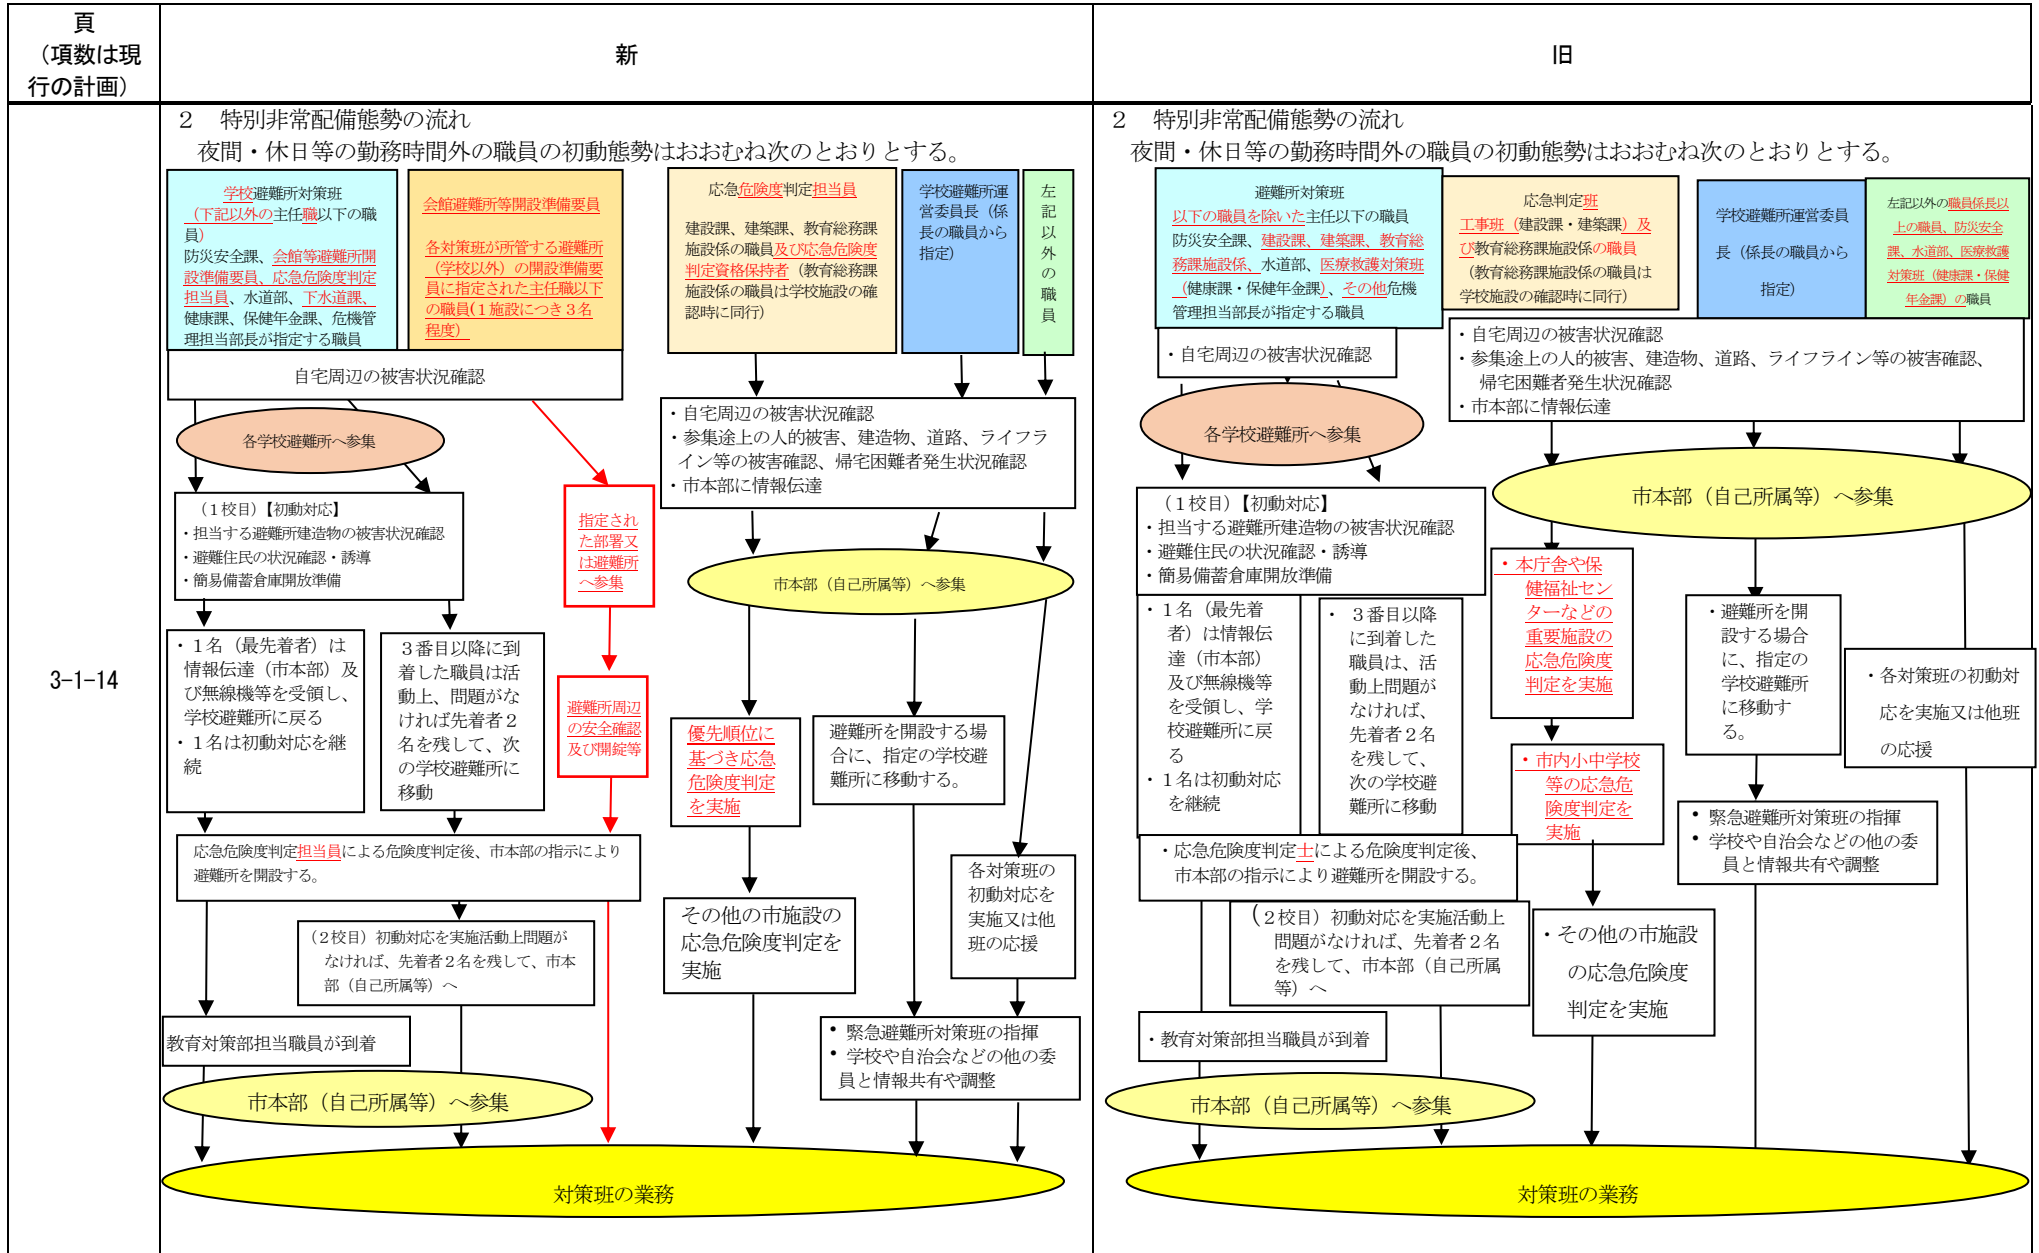 頁
（項数は現
行の計画）
新
旧
3-1-14
２　特別非常配備態勢の流れ
夜間・休日等の勤務時間外の職員の初動態勢はおおむね次のとおりとする。
学校避難所対策班
（下記以外の主任職以下の職
員）
防災安全課、会館等避難所開
設準備要員、応急危険度判定
担当員、水道部、下水道課、
健康課、保健年金課、危機管
理担当部長が指定する職員
会館避難所等開設準備要員
各対策班が所管する避難所
（学校以外）の開設準備要
員に指定された主任職以下
の職員(１施設につき３名
程度）
応急危険度判定担当員
建設課、建築課、教育総務課
施設係の職員及び応急危険度
判定資格保持者（教育総務課
施設係の職員は学校施設の確
認時に同行）
学校避難所運
営委員長（係
長の職員から
指定）
左
記
以
外
の
職
員
自宅周辺の被害状況確認
・自宅周辺の被害状況確認
・参集途上の人的被害、建造物、道路、ライフラ
イン等の被害確認、帰宅困難者発生状況確認
・市本部に情報伝達
各学校避難所へ参集
（１校目）【初動対応】
・担当する避難所建造物の被害状況確認
・避難住民の状況確認・誘導
・簡易備蓄倉庫開放準備
指定され
た部署又
は避難所
へ参集
市本部（自己所属等）へ参集
・１名（最先着者）は
情報伝達（市本部）及
び無線機等を受領し、
学校避難所に戻る
・１名は初動対応を継
続
３番目以降に到
着した職員は活
動上、問題がな
ければ先着者２
名を残して、次
の学校避難所に
移動
避難所周辺
の安全確認
及び開錠等
優先順位に
基づき応急
危険度判定
を実施
避難所を開設する場
合に、指定の学校避
難所に移動する。
応急危険度判定担当員による危険度判定後、市本部の指示により
避難所を開設する。
各対策班の
初動対応を
実施又は他
班の応援
その他の市施設の
応急危険度判定を
実施
（２校目）初動対応を実施活動上問題が
なければ、先着者２名を残して、市本
部（自己所属等）へ
教育対策部担当職員が到着
• 緊急避難所対策班の指揮
• 学校や自治会などの他の委
員と情報共有や調整
市本部（自己所属等）へ参集
対策班の業務
２　特別非常配備態勢の流れ
夜間・休日等の勤務時間外の職員の初動態勢はおおむね次のとおりとする。
避難所対策班
以下の職員を除いた主任以下の職員
防災安全課、建設課、建築課、教育総
務課施設係、水道部、医療救護対策班
（健康課・保健年金課）、その他危機
管理担当部長が指定する職員
応急判定班
工事班（建設課・建築課）及
び教育総務課施設係の職員
（教育総務課施設係の職員は
学校施設の確認時に同行）
学校避難所運営委員
長（係長の職員から
指定）
左記以外の職員係長以
上の職員、防災安全
課、水道部、医療救護
対策班（健康課・保健
年金課）の職員
・自宅周辺の被害状況確認
・自宅周辺の被害状況確認
・参集途上の人的被害、建造物、道路、ライフライン等の被害確認、
帰宅困難者発生状況確認
・市本部に情報伝達
各学校避難所へ参集
市本部（自己所属等）へ参集
（１校目）【初動対応】
・担当する避難所建造物の被害状況確認
・避難住民の状況確認・誘導
・簡易備蓄倉庫開放準備
・本庁舎や保
健福祉セン
ターなどの
重要施設の
応急危険度
判定を実施
・避難所を開
設する場合
に、指定の
学校避難所
に移動す
る。
・１名（最先着
者）は情報伝
達（市本部）
及び無線機等
を受領し、学
校避難所に戻
る
・１名は初動対応
を継続
・ ３番目以降
に到着した
職員は、活
動上問題が
なければ、
先着者２名
を残して、
次の学校避
難所に移動
・各対策班の初動対
応を実施又は他班
の応援
・市内小中学校
等の応急危
険度判定を
実施
• 緊急避難所対策班の指揮
• 学校や自治会などの他の委
員と情報共有や調整
・応急危険度判定士による危険度判定後、
市本部の指示により避難所を開設する。
（２校目）初動対応を実施活動上
問題がなければ、先着者２名
を残して、市本部（自己所属
等）へ
・その他の市施設
の応急危険度
判定を実施
・教育対策部担当職員が到着
市本部（自己所属等）へ参集
対策班の業務